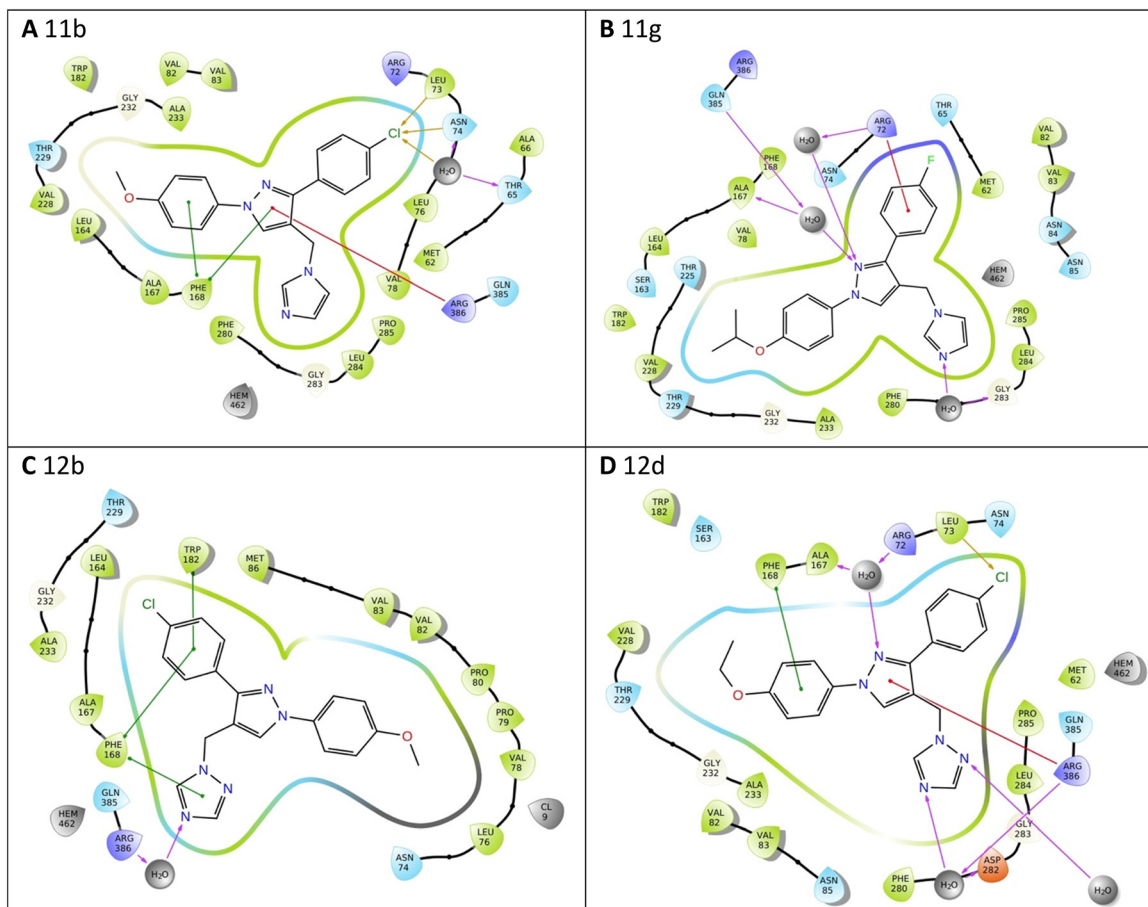 A 11b
TRP 182
VAL 82
VAL 83
GLY 232
ALA 233
THR 229
VAL 228
LEU 164
ALA 167
PHE 168
PHE 280
GLY 283
LEU 284
PRO 285
HEM 462
ARG 72
LEU 73
ASN 74
H₂O
ALA 66
THR 65
LEU 76
MET 62
VAL 78
ARG 386
GLN 385
Cl
O
N
N
N
N
B 11g
ARG 386
GLN 385
H₂O
ARG 72
THR 65
VAL 82
VAL 83
ASN 84
ASN 85
MET 62
PHE 168
ASN 74
ALA 167
H₂O
VAL 78
LEU 164
SER 163
THR 225
TRP 182
VAL 228
THR 229
GLY 232
ALA 233
HEM 462
PRO 285
LEU 284
GLY 283
PHE 280
H₂O
F
N
N
N
N
O
C 12b
THR 229
LEU 164
GLY 232
ALA 233
ALA 167
PHE 168
TRP 182
MET 86
VAL 83
VAL 82
PRO 80
PRO 79
VAL 78
CL 9
LEU 76
ASN 74
HEM 462
GLN 385
ARG 386
H₂O
Cl
N
N
N
N
N
O
D 12d
TRP 182
SER 163
PHE 168
ALA 167
H₂O
ARG 72
LEU 73
ASN 74
VAL 228
THR 229
GLY 232
ALA 233
VAL 82
VAL 83
ASN 85
PHE 280
H₂O
ASP 282
GLY 283
LEU 284
PRO 285
MET 62
HEM 462
GLN 385
ARG 386
H₂O
Cl
N
N
N
N
N
O